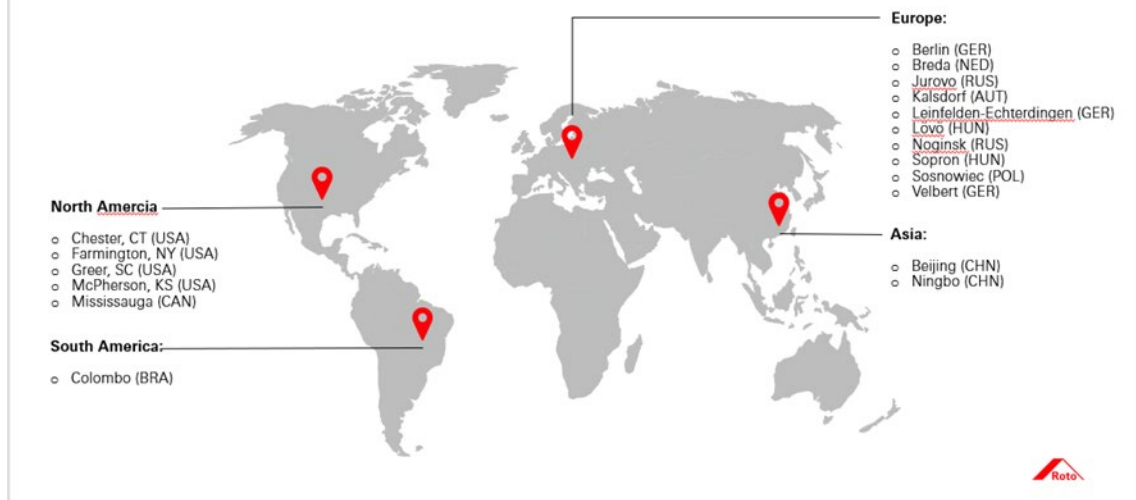 Europe:
Berlin (GER)
Breda (NED)
Jurovo (RUS)
Kalsdorf (AUT)
Leinfelden-Echterdingen (GER)
Lövö (HUN)
Noginsk (RUS)
Sopron (HUN)
Sosnowiec (POL)
Velbert (GER)
North Amercia
Chester, CT (USA)
Farmington, NY (USA)
Greer, SC (USA)
McPherson, KS (USA)
Mississauga (CAN)
Asia:
Beijing (CHN)
Ningbo (CHN)
South America:
Colombo (BRA)
Roto